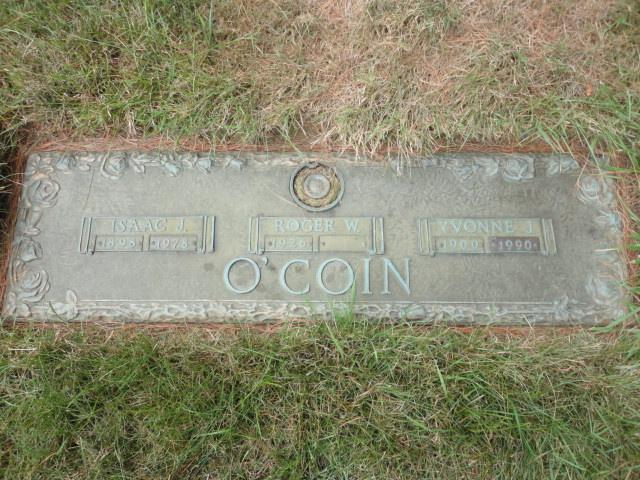 ISAAC J.
1898 1978
ROGER W.
1926
YVONNE J.
1900 1990
O'COIN